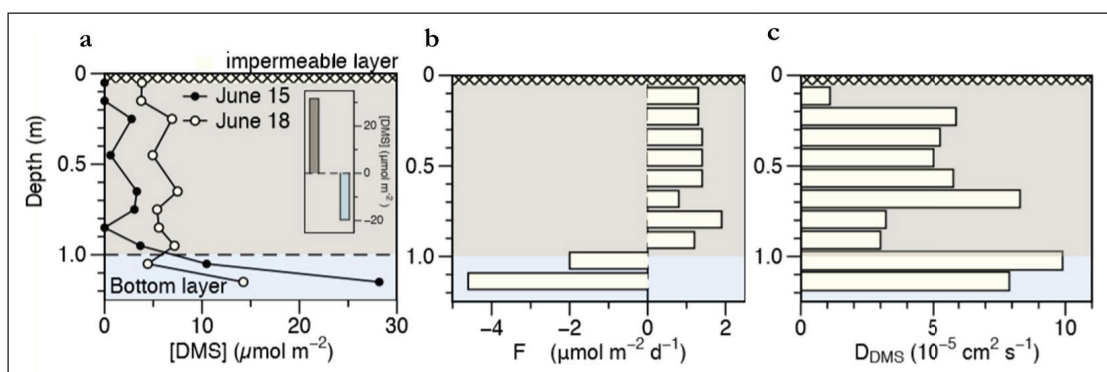 a
impermeable layer
0
0.5
1.0
Depth (m)
June 15
June 18
20
0
−20
[DMS] (μmol m−2)
Bottom layer
0 10 20 30
[DMS] (μmol m−2)
b
0
0.5
1.0
−4 −2 0 2
F (μmol m−2 d−1)
c
0
0.5
1.0
0 5 10
DDMS (10−5 cm2 s−1)